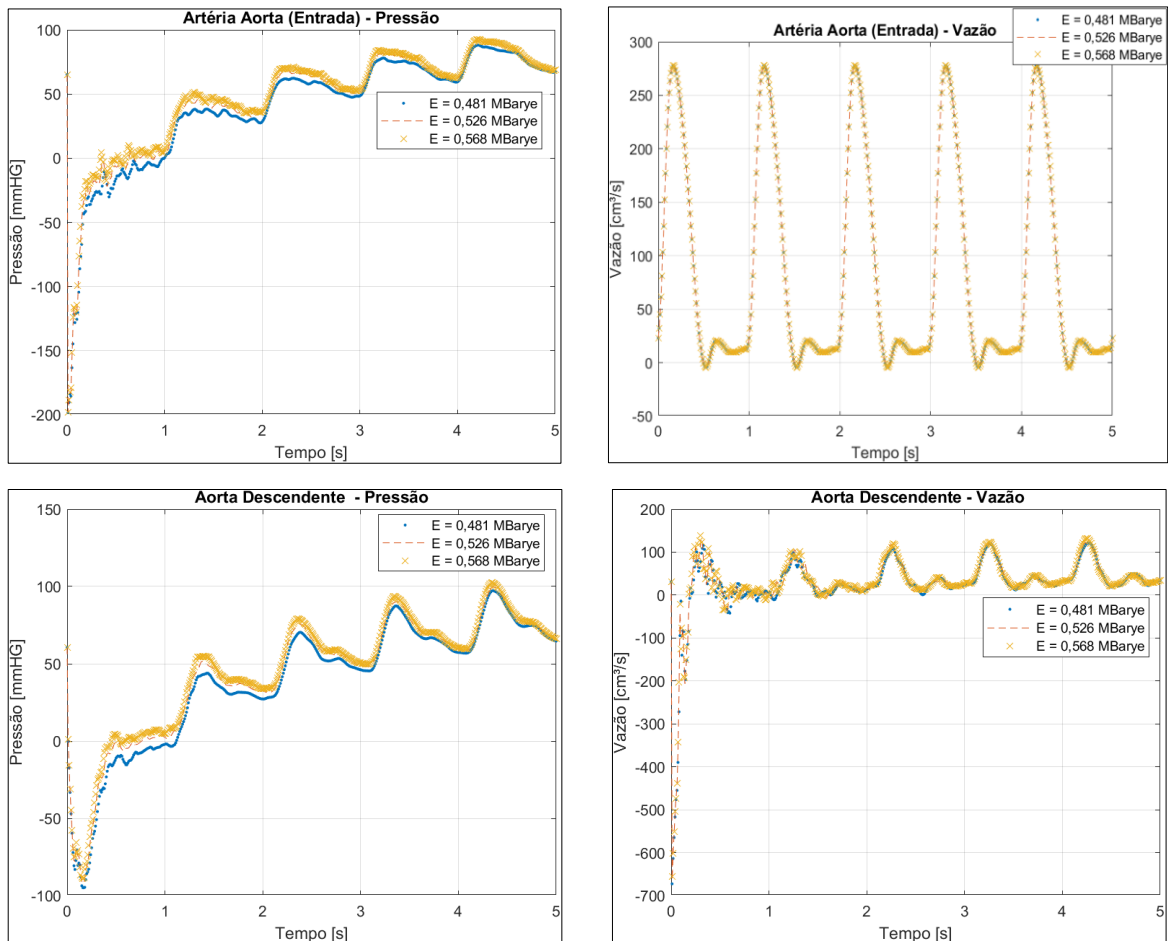 Artéria Aorta (Entrada) - Pressão
100
50
0
-50
-100
-150
-200
Pressão [mmHG]
E = 0,481 MBarye
E = 0,526 MBarye
E = 0,568 MBarye
0 1 2 3 4 5
Tempo [s]
Artéria Aorta (Entrada) - Vazão
E = 0,481 MBarye
E = 0,526 MBarye
E = 0,568 MBarye
300
250
200
150
100
50
0
-50
Vazão [cm³/s]
0 1 2 3 4 5
Tempo [s]
Aorta Descendente - Pressão
150
100
50
0
-50
-100
Pressão [mmHG]
E = 0,481 MBarye
E = 0,526 MBarye
E = 0,568 MBarye
0 1 2 3 4 5
Tempo [s]
Aorta Descendente - Vazão
200
100
0
-100
-200
-300
-400
-500
-600
-700
Vazão [cm³/s]
E = 0,481 MBarye
E = 0,526 MBarye
E = 0,568 MBarye
0 1 2 3 4 5
Tempo [s]